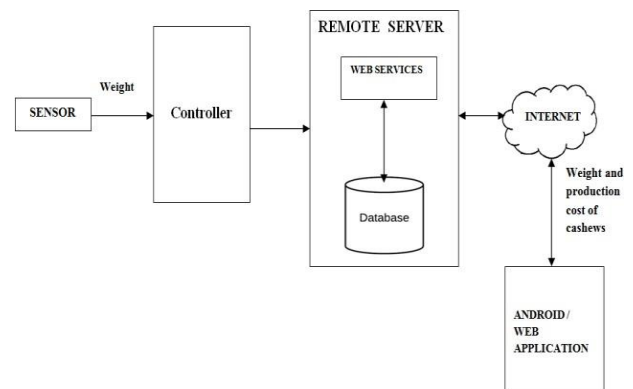 REMOTE SERVER
WEB SERVICES
Weight
SENSOR
Controller
INTERNET
Database
Weight and
production
cost of
cashews
ANDROID /
WEB
APPLICATION